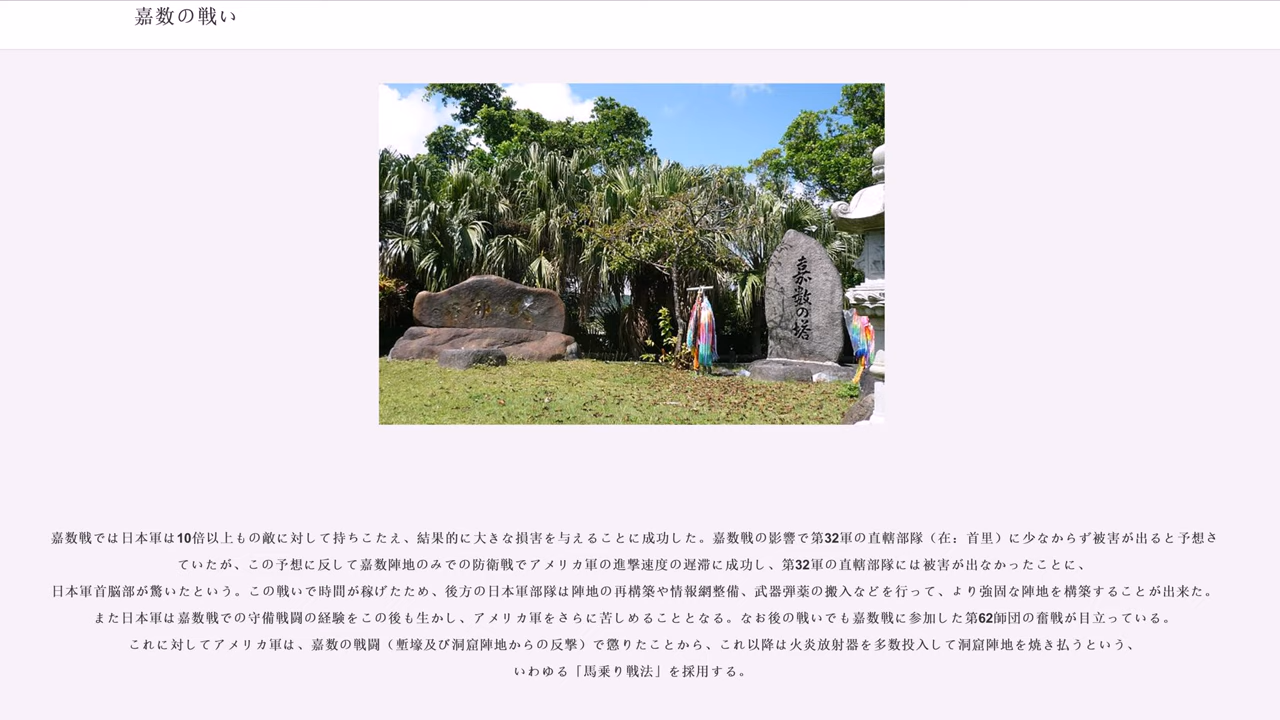 嘉数の戦い
嘉数の塔
嘉数戦では日本軍は10倍以上もの敵に対して持ちこたえ、結果的に大きな損害を与えることに成功した。嘉数戦の影響で第32軍の直轄部隊（在：首里）に少なからず被害が出ると予想さ
ていたが、この予想に反して嘉数陣地のみでの防衛戦でアメリカ軍の進撃速度の遅滞に成功し、第32軍の直轄部隊には被害が出なかったことに、
日本軍首脳部が驚いたという。この戦いで時間が稼げたため、後方の日本軍部隊は陣地の再構築や情報網整備、武器弾薬の搬入などを行って、より強固な陣地を構築することが出来た。
また日本軍は嘉数戦での守備戦闘の経験をこの後も生かし、アメリカ軍をさらに苦しめることとなる。なお後の戦いでも嘉数戦に参加した第62師団の奮戦が目立っている。
これに対してアメリカ軍は、嘉数の戦闘（塹壕及び洞窟陣地からの反撃）で懲りたことから、これ以降は火炎放射器を多数投入して洞窟陣地を焼き払うという、
いわゆる「馬乗り戦法」を採用する。